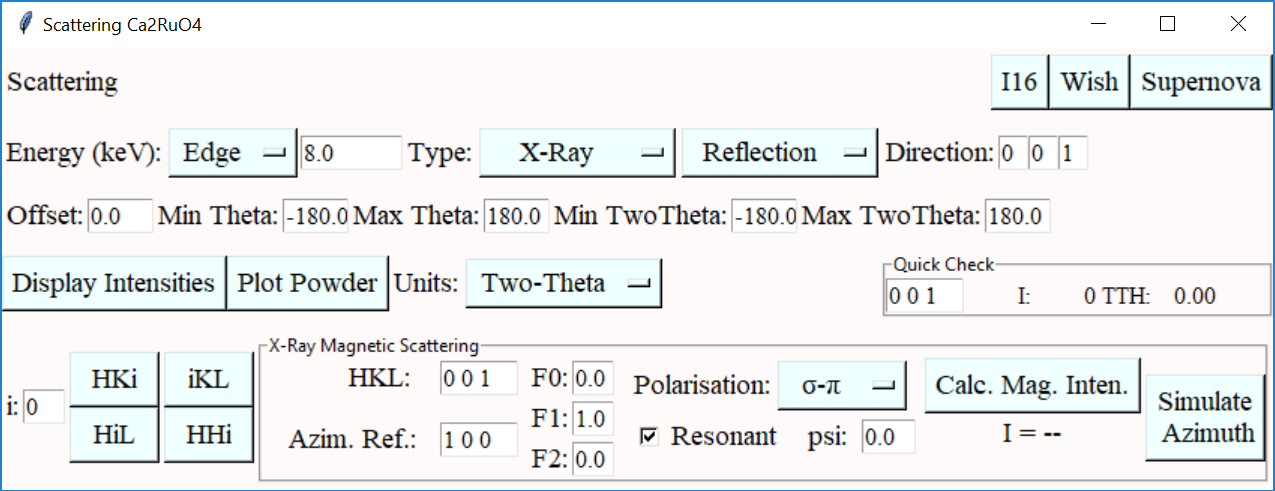 Scattering Ca2RuO4
Scattering I16 Wish Supernova
Energy (keV): Edge 8.0 Type: X-Ray Reflection Direction: 0 0 1
Offset: 0.0 Min Theta: -180.0 Max Theta: 180.0 Min TwoTheta: -180.0 Max TwoTheta: 180.0
Display Intensities Plot Powder Units: Two-Theta
Quick Check
0 0 1 I: 0 TTH: 0.00
i: 0 HKi iKL
HiL HHi
X-Ray Magnetic Scattering
HKL: 0 0 1 F0: 0.0 Polarisation: σ-π Calc. Mag. Inten.
F1: 1.0
Azim. Ref.: 1 0 0 Resonant psi: 0.0 I = --
F2: 0.0
Simulate
Azimuth